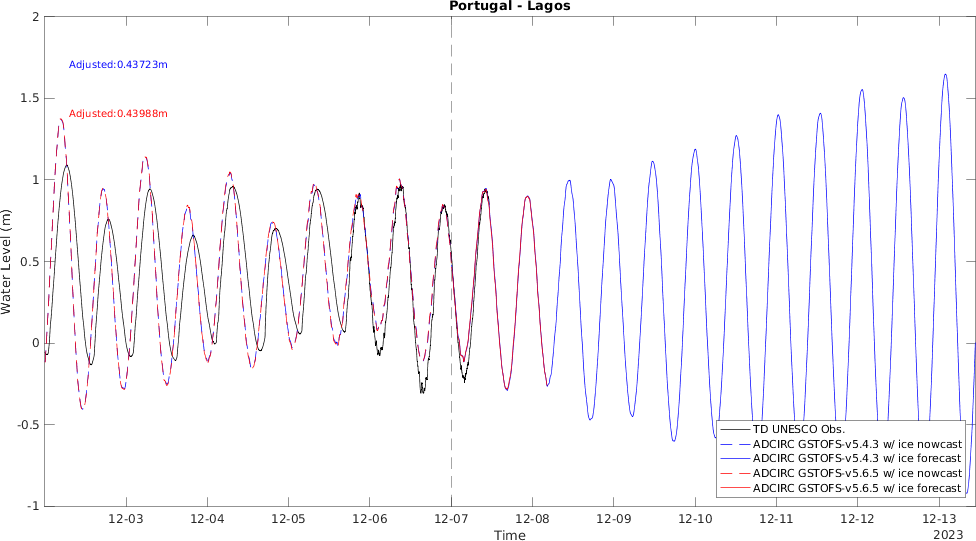 Portugal - Lagos
Adjusted:0.43723m
Adjusted:0.43988m
Water Level (m)
2
1.5
1
0.5
0
-0.5
-1
TD UNESCO Obs.
ADCIRC GSTOFS-v5.4.3 w/ ice nowcast
ADCIRC GSTOFS-v5.4.3 w/ ice forecast
ADCIRC GSTOFS-v5.6.5 w/ ice nowcast
ADCIRC GSTOFS-v5.6.5 w/ ice forecast
12-03 12-04 12-05 12-06 12-07 12-08 12-09 12-10 12-11 12-12 12-13
Time
2023